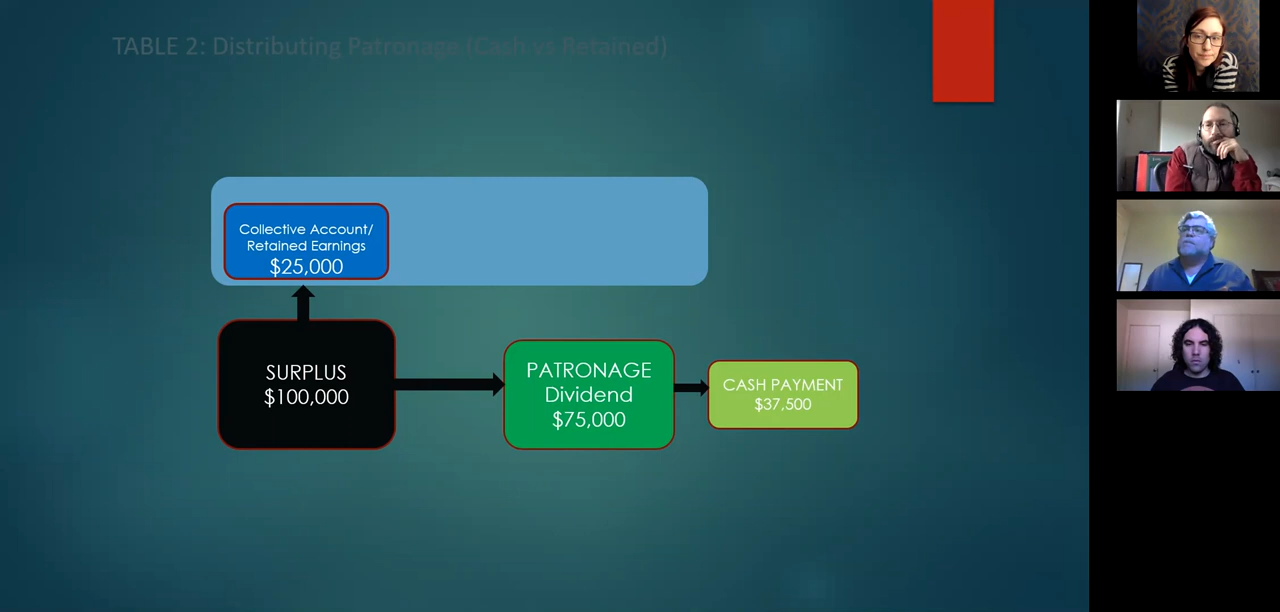 TABLE 2: Distributing Patronage (Cash vs Retained)
Collective Account/
Retained Earnings
$25,000
SURPLUS
$100,000
PATRONAGE
Dividend
$75,000
CASH PAYMENT
$37,500